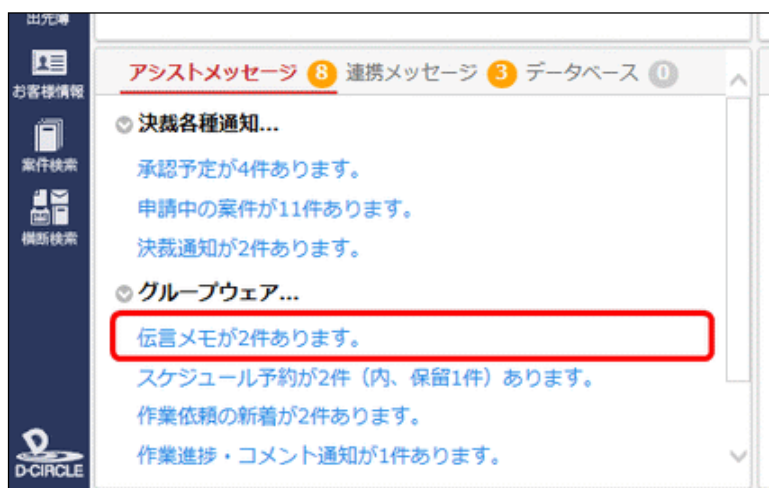 出先簿
お客様情報
案件検索
横断検索
D-CIRCLE
アシストメッセージ 8 連携メッセージ 3 データベース 0
決裁各種通知...
承認予定が4件あります。
申請中の案件が11件あります。
決裁通知が2件あります。
グループウェア...
伝言メモが2件あります。
スケジュール予約が2件（内、保留1件）あります。
作業依頼の新着が2件あります。
作業進捗・コメント通知が1件あります。